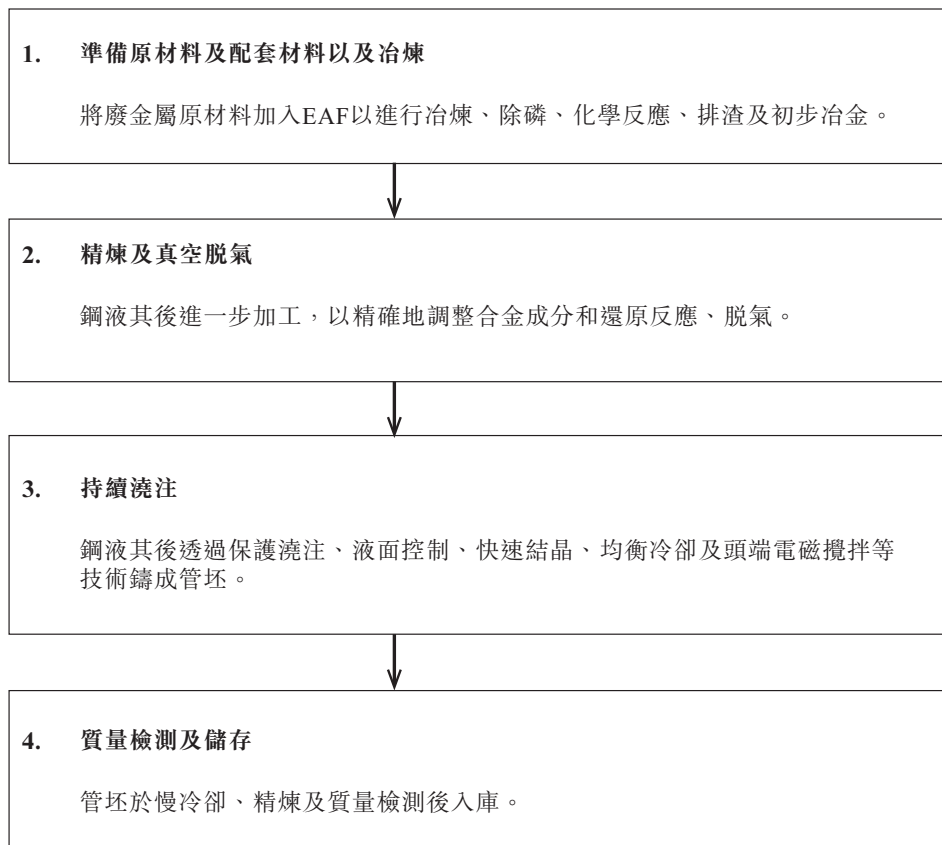 1. 準備原材料及配套材料以及冶煉
將廢金屬原材料加入EAF以進行冶煉、除磷、化學反應、排渣及初步冶金。
2. 精煉及真空脱氣
鋼液其後進一步加工，以精確地調整合金成分和還原反應、脱氣。
3. 持續澆注
鋼液其後透過保護澆注、液面控制、快速結晶、均衡冷卻及頭端電磁攪拌等
技術鑄成管坯。
4. 質量檢測及儲存
管坯於慢冷卻、精煉及質量檢測後入庫。